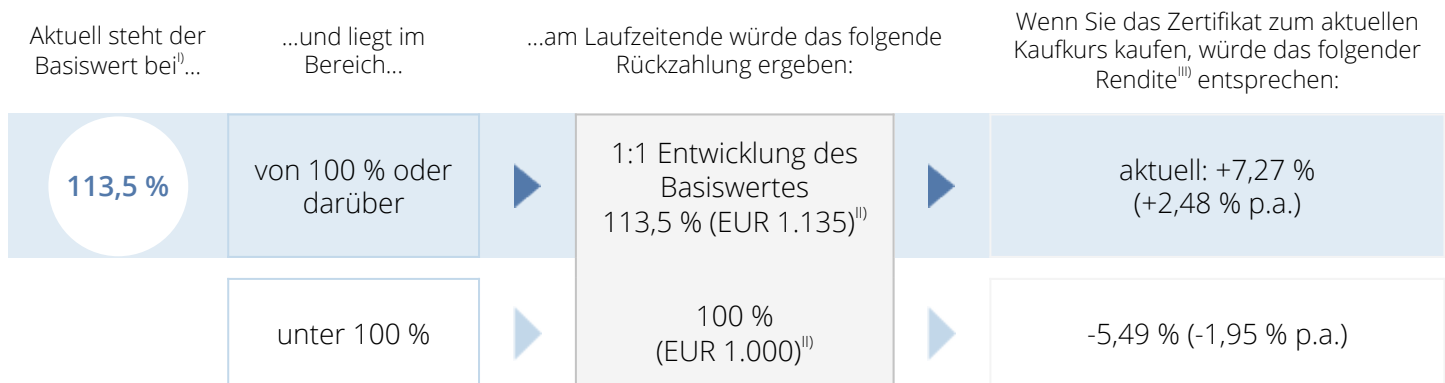 Aktuell steht der
Basiswert bei^I)...
...und liegt im
Bereich...
...am Laufzeitende würde das folgende
Rückzahlung ergeben:
Wenn Sie das Zertifikat zum aktuellen
Kaufkurs kaufen, würde das folgender
Rendite^III) entsprechen:
113,5 %
von 100 % oder
darüber
1:1 Entwicklung des
Basiswertes
113,5 % (EUR 1.135)^II)
aktuell: +7,27 %
(+2,48 % p.a.)
unter 100 %
100 %
(EUR 1.000)^II)
-5,49 % (-1,95 % p.a.)